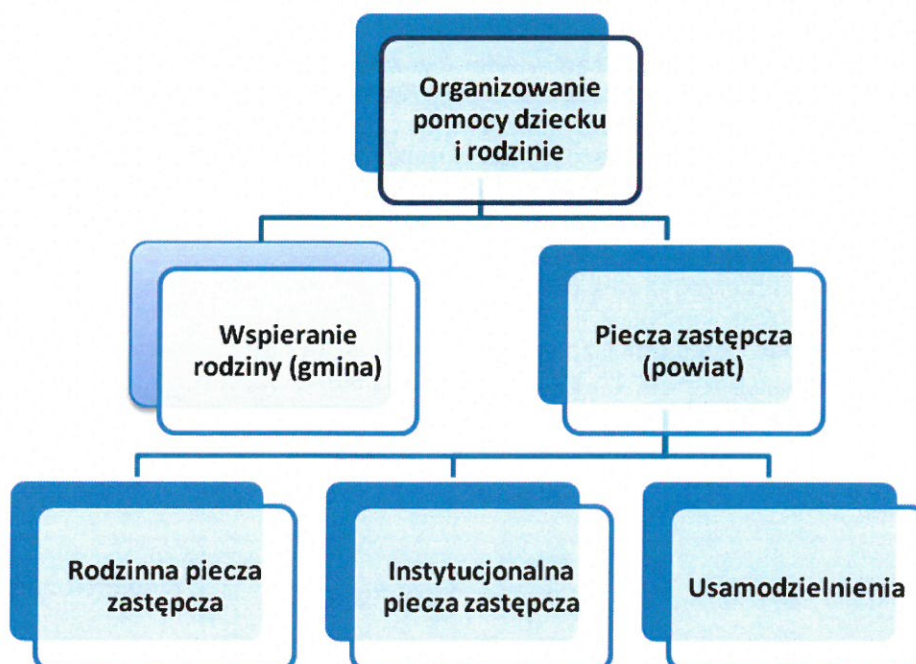 Organizowanie
pomocy dziecku
i rodzinie
Wspieranie
rodziny (gmina)
Piecza zastępcza
(powiat)
Rodzinna piecza
zastępcza
Instytucjonalna
piecza zastępcza
Usamodzielnienia